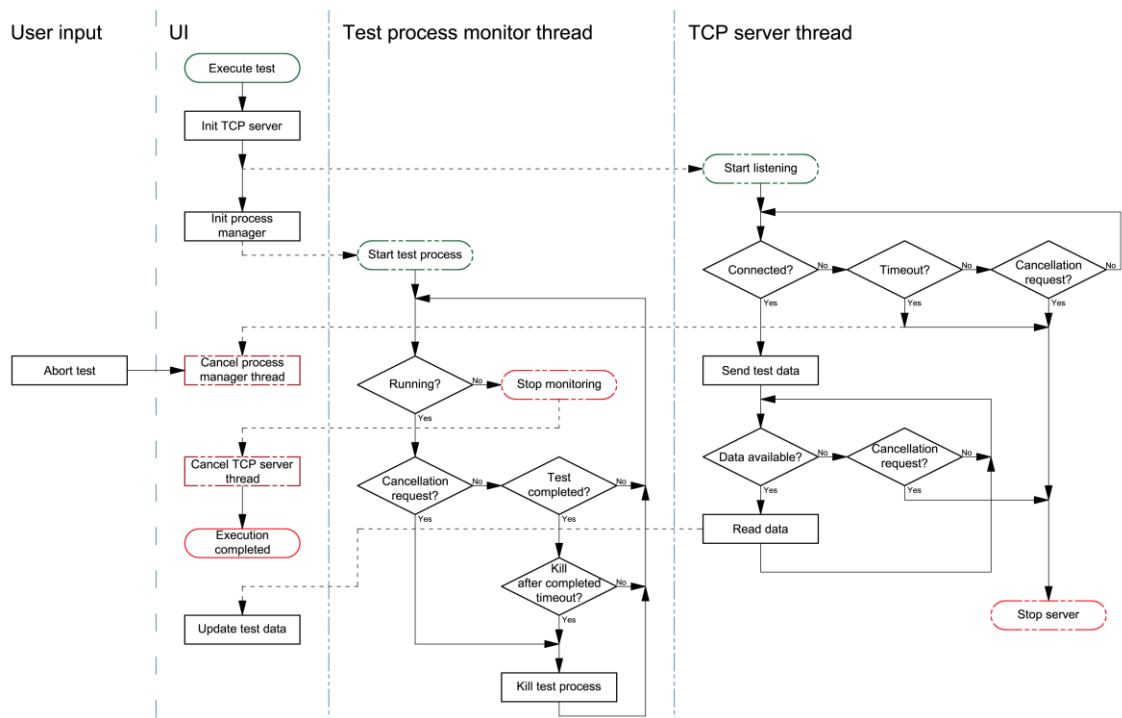 User input
UI
Test process monitor thread
TCP server thread
Execute test
Init TCP server
Start listening
Init process
manager
Start test process
Connected?
No
Timeout?
No
Cancellation
request?
No
Yes
Yes
Yes
Abort test
Cancel process
manager thread
Running?
No
Stop monitoring
Send test data
Yes
Cancel TCP server
thread
Cancellation
request?
No
Test
completed?
No
Data available?
No
Cancellation
request?
Yes
Yes
Yes
Yes
Execution
completed
Read data
Kill
after completed
timeout?
No
Yes
Update test data
Stop server
Kill test process